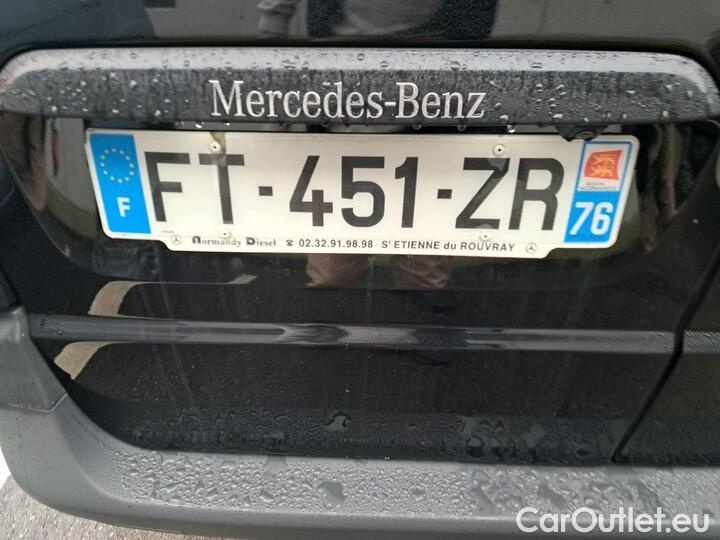 Mercedes-Benz
F FT-451-ZR 76
Normandy Diesel ☎ 02.32.91.98.98 St ETIENNE du ROUVRAY
CarOutlet.eu